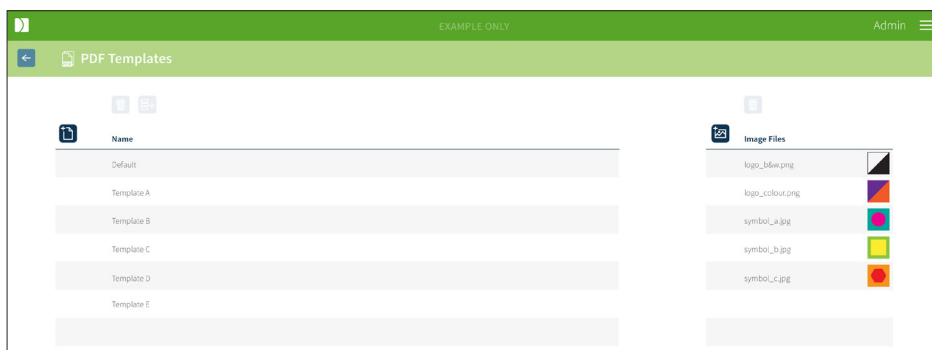 EXAMPLE ONLY
Admin
PDF Templates
Name
Default
Template A
Template B
Template C
Template D
Template E
Image Files
logo_b&w.png
logo_colour.png
symbol_a.jpg
symbol_b.jpg
symbol_c.jpg